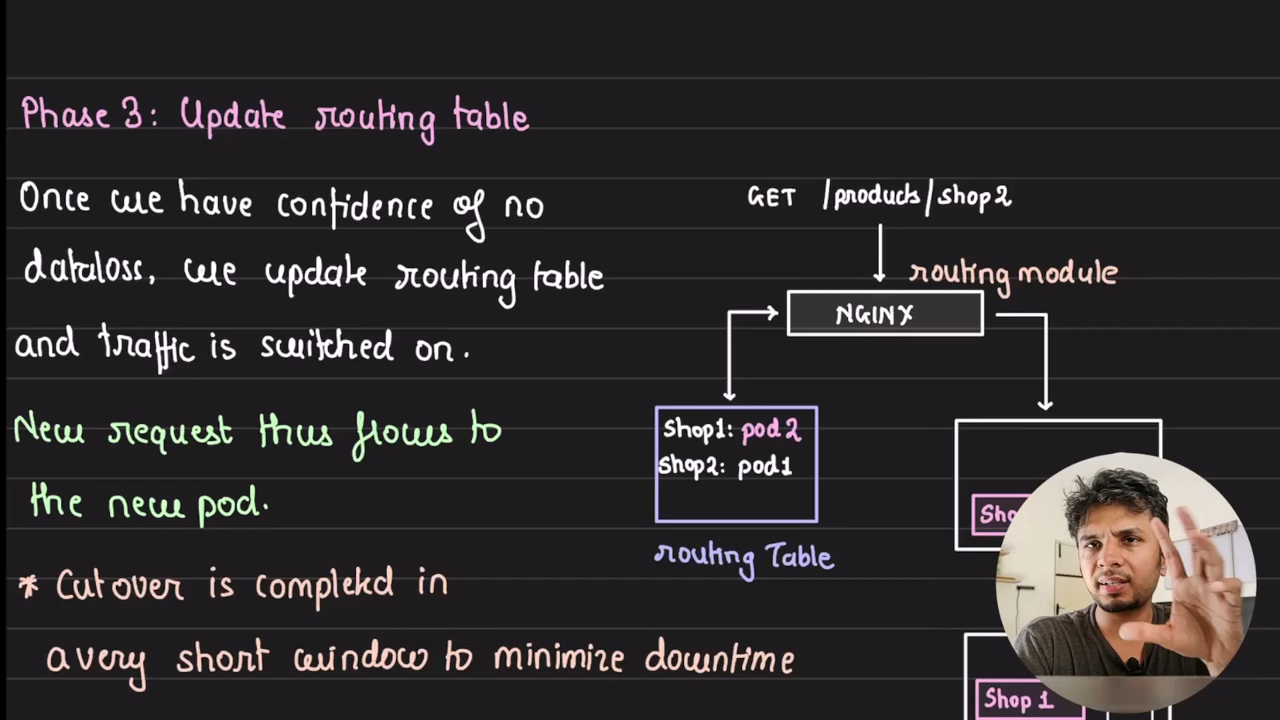 Phase 3: Update routing table
Once we have confidence of no
dataloss, we update routing table
and traffic is switched on.
New request thus flows to
the new pod.
* Cut over is completed in
a very short window to minimize downtime
GET /products/shop2
routing module
NGINX
Shop1: pod 2
Shop2: pod1
routing Table
Shop 1